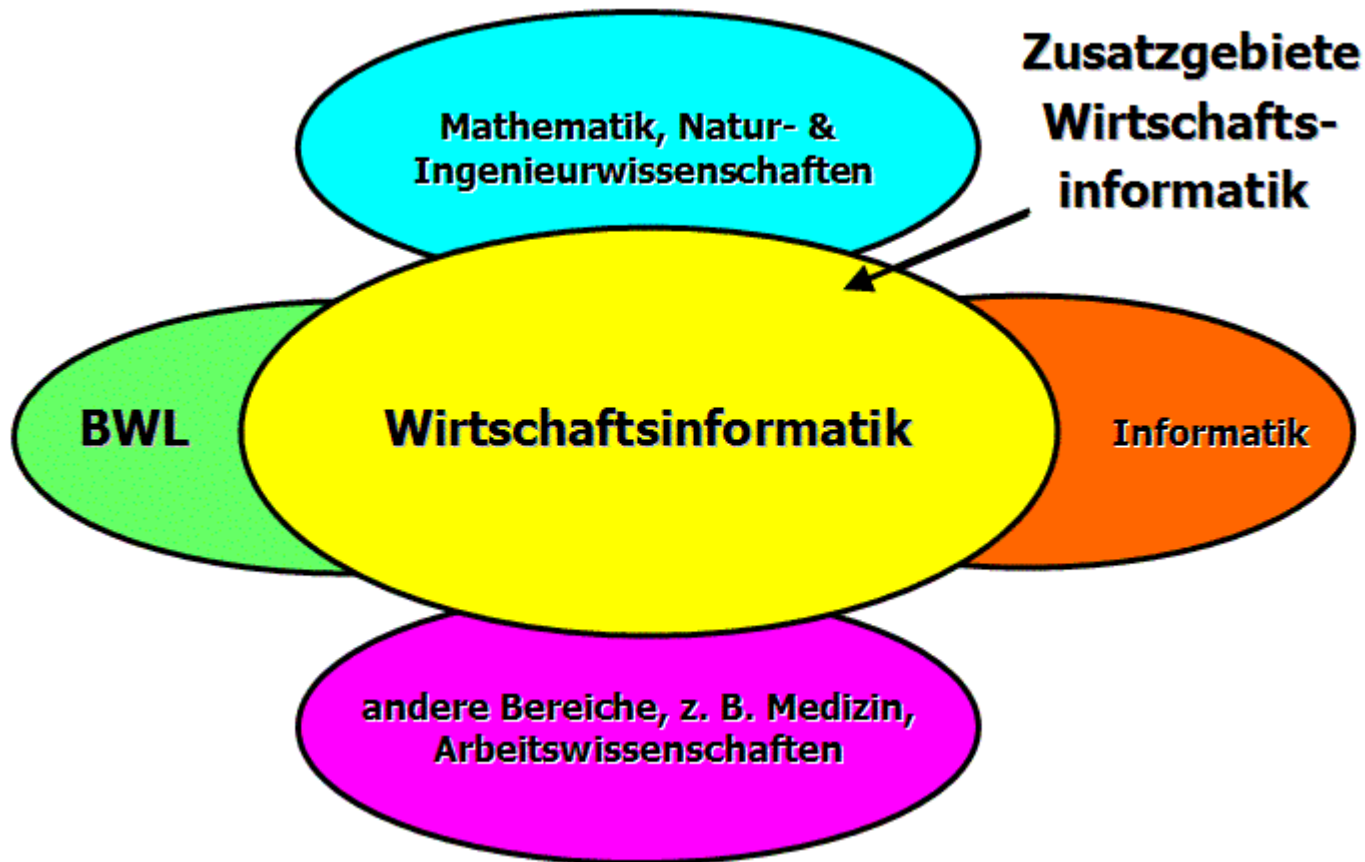 Zusatzgebiete
Wirtschafts-
informatik
Mathematik, Natur- &
Ingenieurwissenschaften
BWL
Wirtschaftsinformatik
Informatik
andere Bereiche, z. B. Medizin,
Arbeitswissenschaften